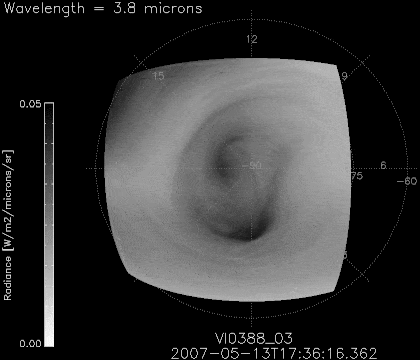 Wavelength = 3.8 microns
12
15
9
0.05
-90
6
75
-60
Radiance [W/m2/microns/sr]
0.00
VI0388_03
2007-05-13T17:36:16.362